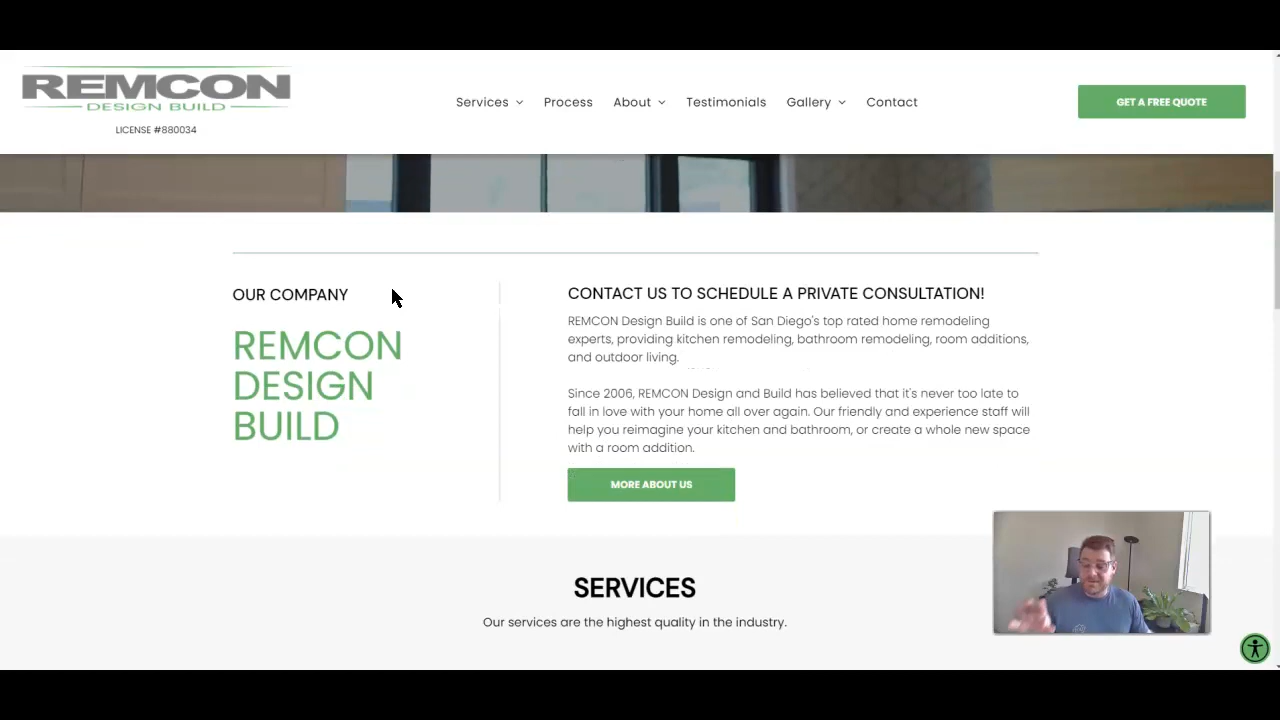 REMCON
DESIGN BUILD
LICENSE #880034
Services
Process
About
Testimonials
Gallery
Contact
GET A FREE QUOTE
OUR COMPANY
REMCON
DESIGN
BUILD
CONTACT US TO SCHEDULE A PRIVATE CONSULTATION!
REMCON Design Build is one of San Diego's top rated home remodeling
experts, providing kitchen remodeling, bathroom remodeling, room additions,
and outdoor living.
Since 2006, REMCON Design and Build has believed that it's never too late to
fall in love with your home all over again. Our friendly and experience staff will
help you reimagine your kitchen and bathroom, or create a whole new space
with a room addition.
MORE ABOUT US
SERVICES
Our services are the highest quality in the industry.